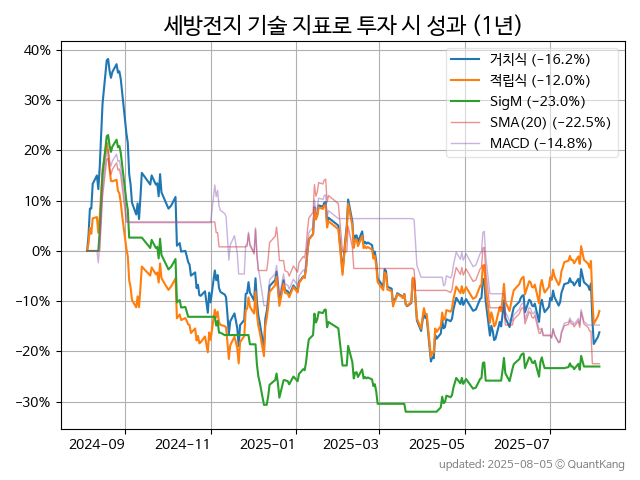 세방전지 기술 지표로 투자 시 성과 (1년)
40%
30%
20%
10%
0%
−10%
−20%
−30%
거치식 (−16.2%)
적립식 (−12.0%)
SigM (−23.0%)
SMA(20) (−22.5%)
MACD (−14.8%)
2024−09
2024−11
2025−01
2025−03
2025−05
2025−07
updated: 2025-08-05 © QuantKang